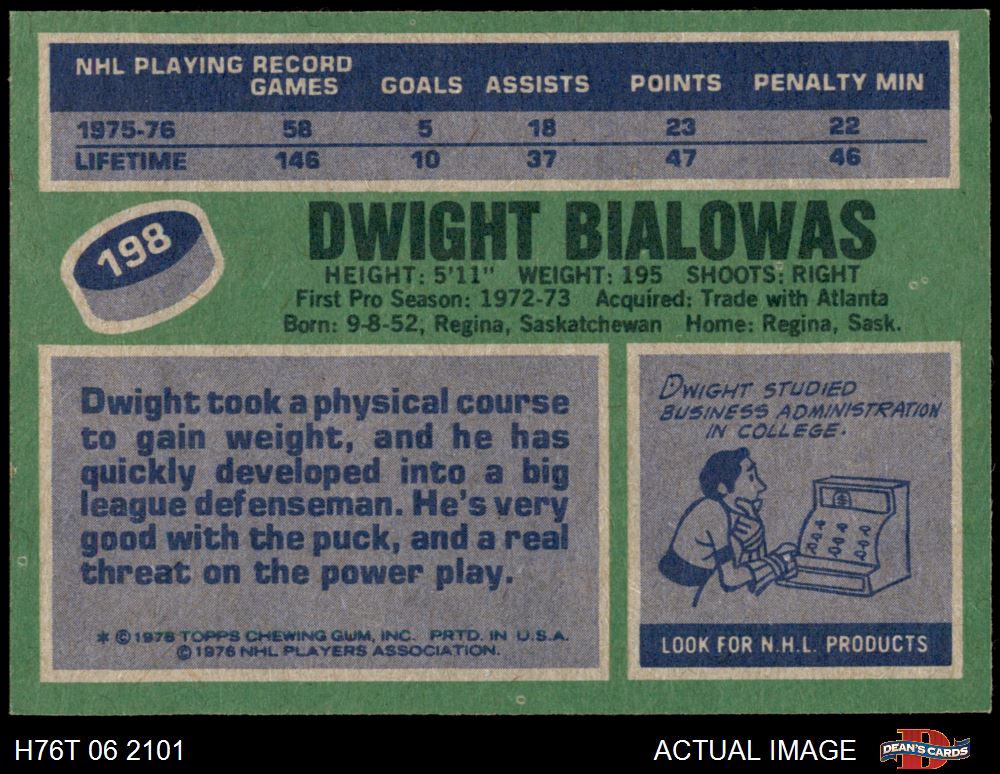 NHL PLAYING RECORD
GAMES GOALS ASSISTS POINTS PENALTY MIN
1975-76 58 5 18 23 22
LIFETIME 146 10 37 47 46
198
DWIGHT BIALOWAS
HEIGHT: 5'11" WEIGHT: 195 SHOOTS: RIGHT
First Pro Season: 1972-73 Acquired: Trade with Atlanta
Born: 9-8-52, Regina, Saskatchewan Home: Regina, Sask.
Dwight took a physical course
to gain weight, and he has
quickly developed into a big
league defenseman. He's very
good with the puck, and a real
threat on the power play.
* © 1976 TOPPS CHEWING GUM, INC. PRTD. IN U.S.A.
© 1976 NHL PLAYERS ASSOCIATION.
DWIGHT STUDIED
BUSINESS ADMINISTRATION
IN COLLEGE.
LOOK FOR N.H.L. PRODUCTS
H76T 06 2101
ACTUAL IMAGE
DEAN'S CARDS